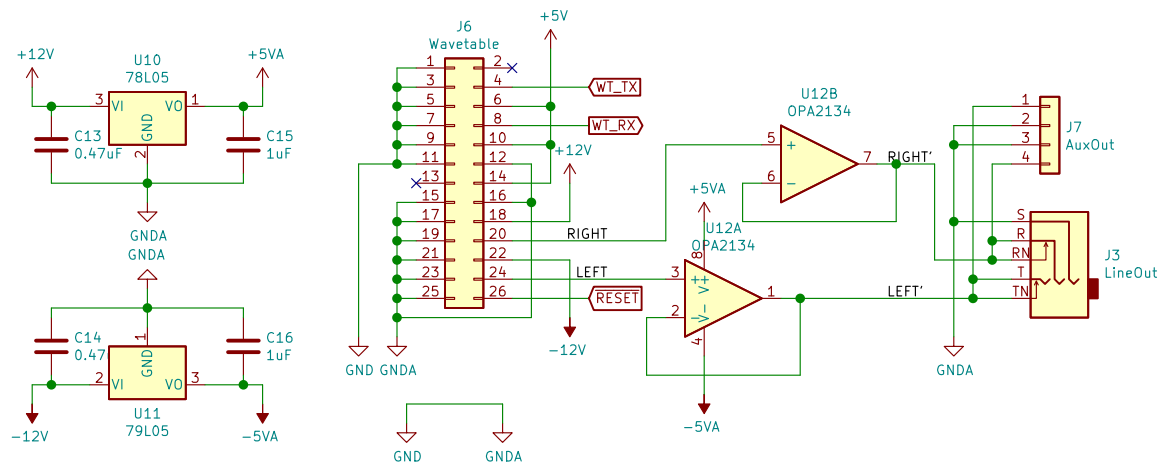 +12V
U10
78L05
+5VA
3
VI
VO
1
GND
2
C13
0.47uF
C15
1uF
GNDA
GNDA
C14
0.47
1
GND
C16
1uF
2
VI
VO
3
U11
79L05
-12V
-5VA
J6
Wavetable
+5V
1
2
3
4
5
6
7
8
9
10
11
12
13
14
15
16
17
18
19
20
21
22
23
24
25
26
WT_TX
WT_RX
+12V
RIGHT
LEFT
RESET
-12V
GND
GNDA
GND
GNDA
U12B
OPA2134
5
+
6
-
7
RIGHT'
+5VA
U12A
OPA2134
8
V+
3
+
2
-
V-
4
1
LEFT'
-5VA
1
2
3
4
J7
AuxOut
S
R
RN
T
TN
J3
LineOut
GNDA